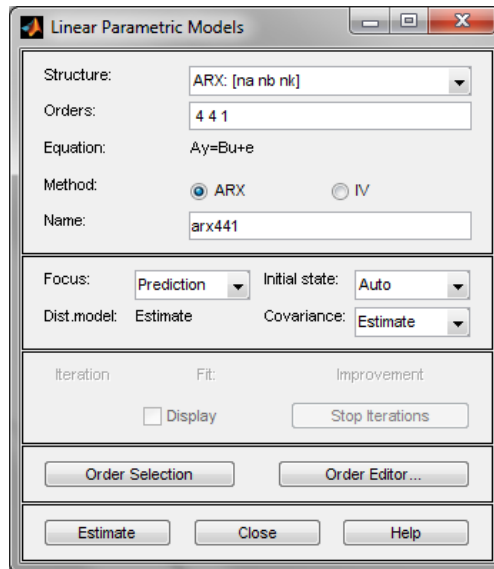 Linear Parametric Models
Structure: ARX: [na nb nk]
Orders: 4 4 1
Equation: Ay=Bu+e
Method: ARX IV
Name: arx441
Focus: Prediction Initial state: Auto
Dist.model: Estimate Covariance: Estimate
Iteration Fit: Improvement
Display Stop Iterations
Order Selection Order Editor...
Estimate Close Help